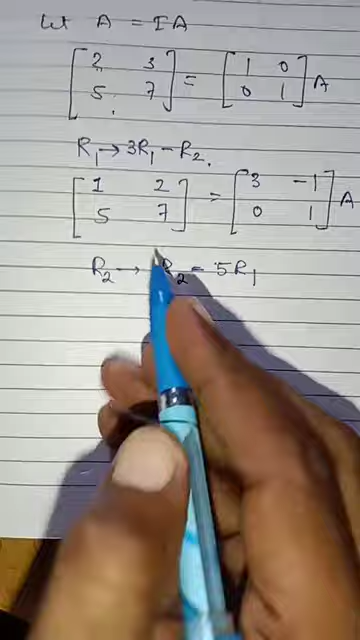 Let A = IA
[2 3
5 7] = [1 0
0 1] A
R₁ → 3R₁ - R₂.
[1 2
5 7] = [3 -1
0 1] A
R₂ → R₂ - 5R₁